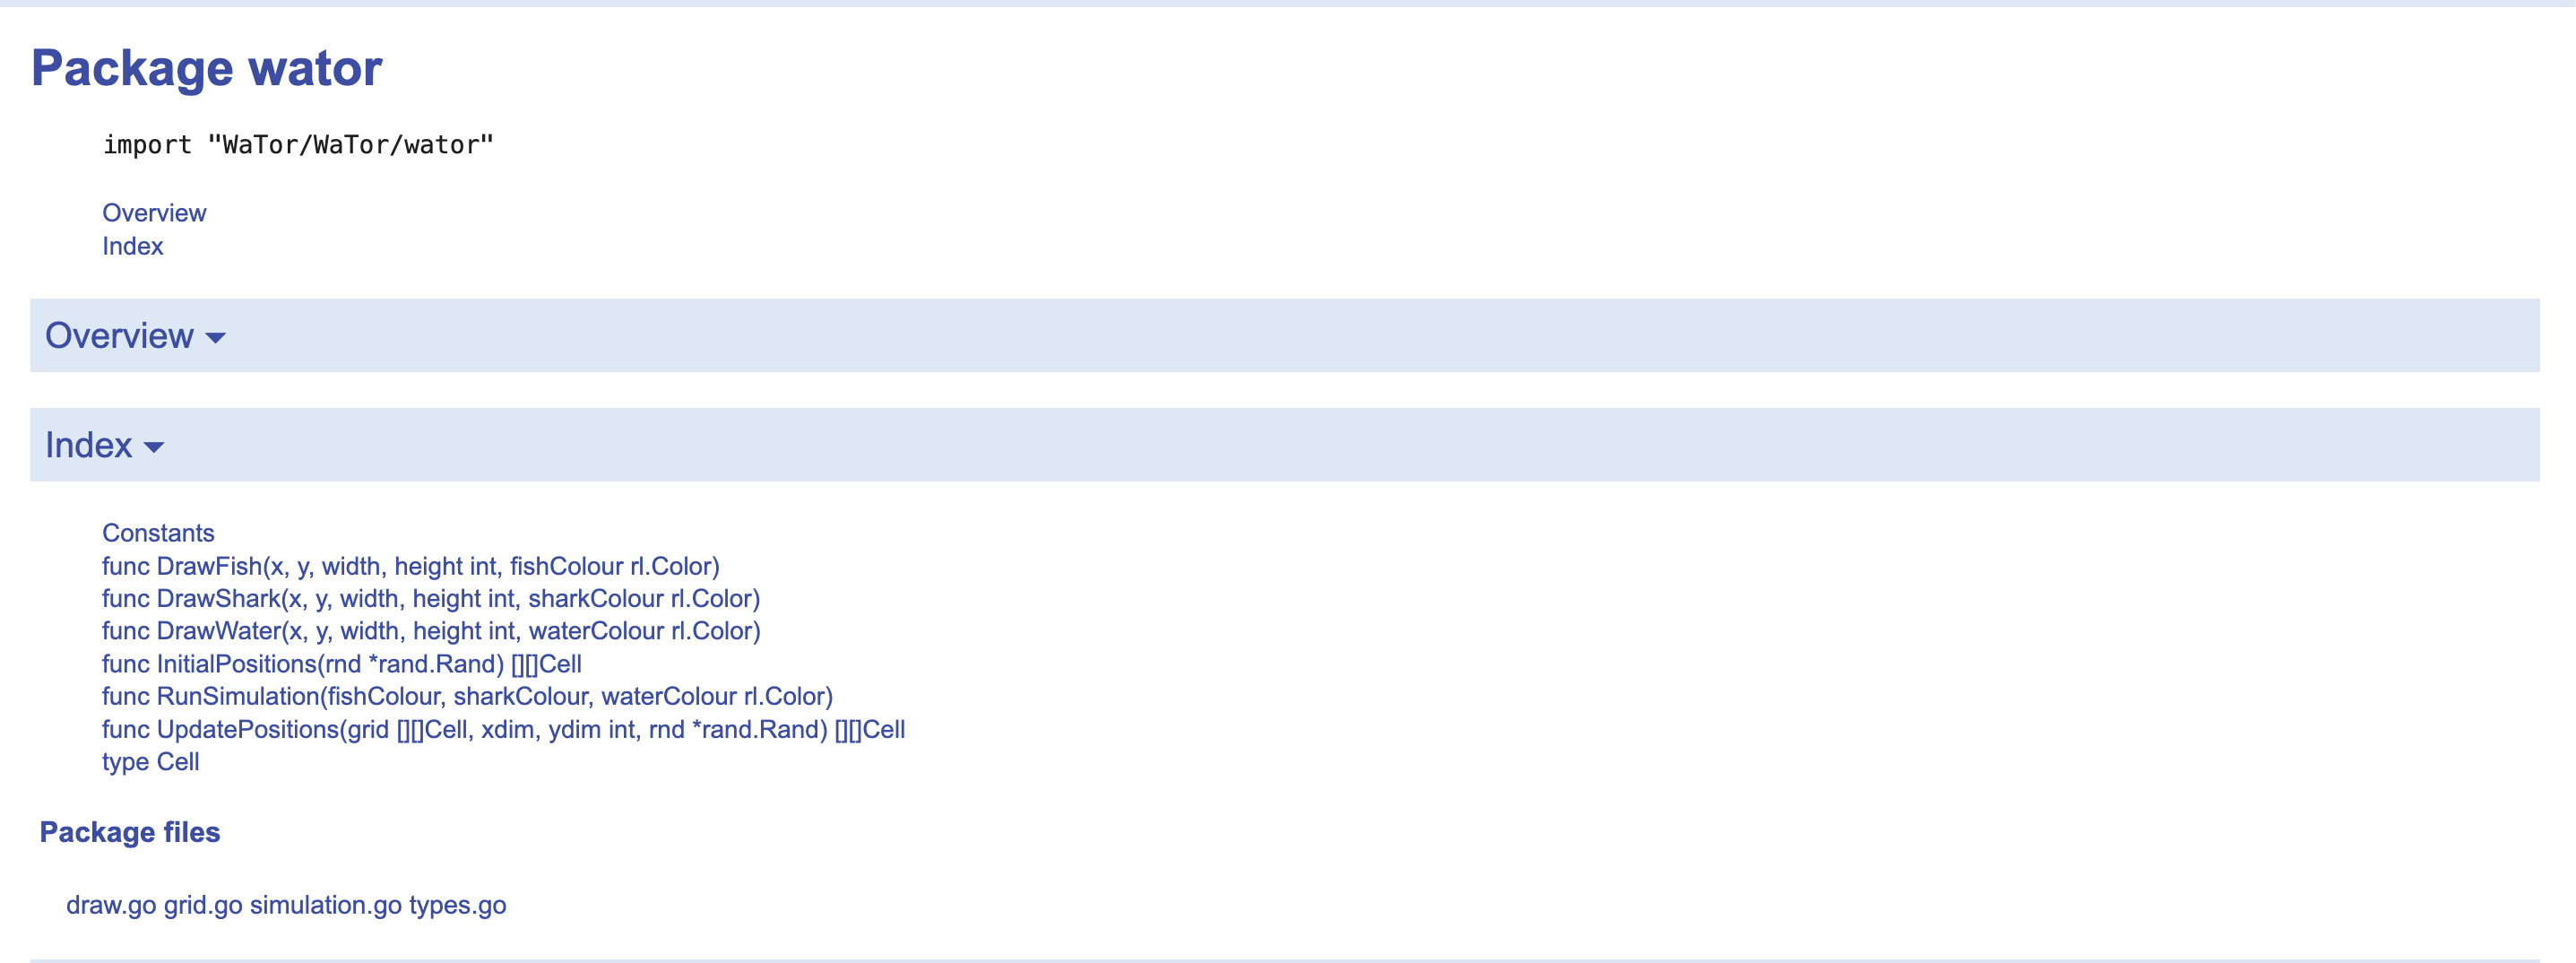 Package wator
import "WaTor/WaTor/wator"
Overview
Index
Overview
Index
Constants
func DrawFish(x, y, width, height int, fishColour rl.Color)
func DrawShark(x, y, width, height int, sharkColour rl.Color)
func DrawWater(x, y, width, height int, waterColour rl.Color)
func InitialPositions(rnd *rand.Rand) [][]Cell
func RunSimulation(fishColour, sharkColour, waterColour rl.Color)
func UpdatePositions(grid [][]Cell, xdim, ydim int, rnd *rand.Rand) [][]Cell
type Cell
Package files
draw.go grid.go simulation.go types.go